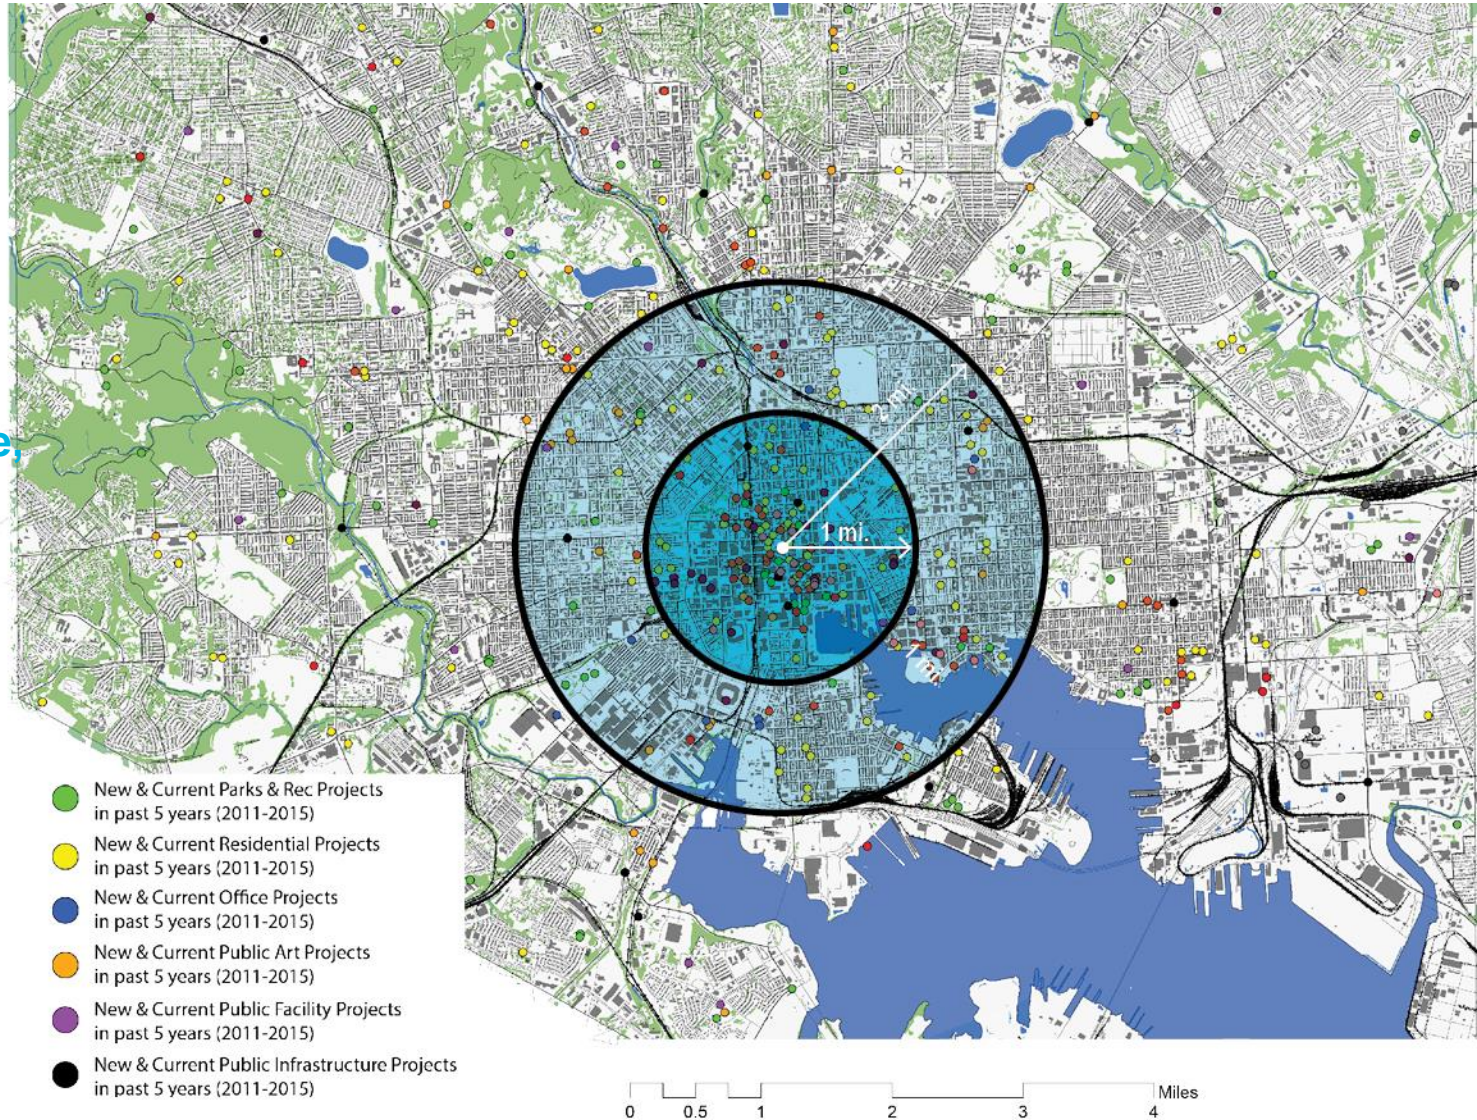 e,
2 mi.
1 mi.
New & Current Parks & Rec Projects
in past 5 years (2011-2015)
New & Current Residential Projects
in past 5 years (2011-2015)
New & Current Office Projects
in past 5 years (2011-2015)
New & Current Public Art Projects
in past 5 years (2011-2015)
New & Current Public Facility Projects
in past 5 years (2011-2015)
New & Current Public Infrastructure Projects
in past 5 years (2011-2015)
Miles
0 0.5 1 2 3 4